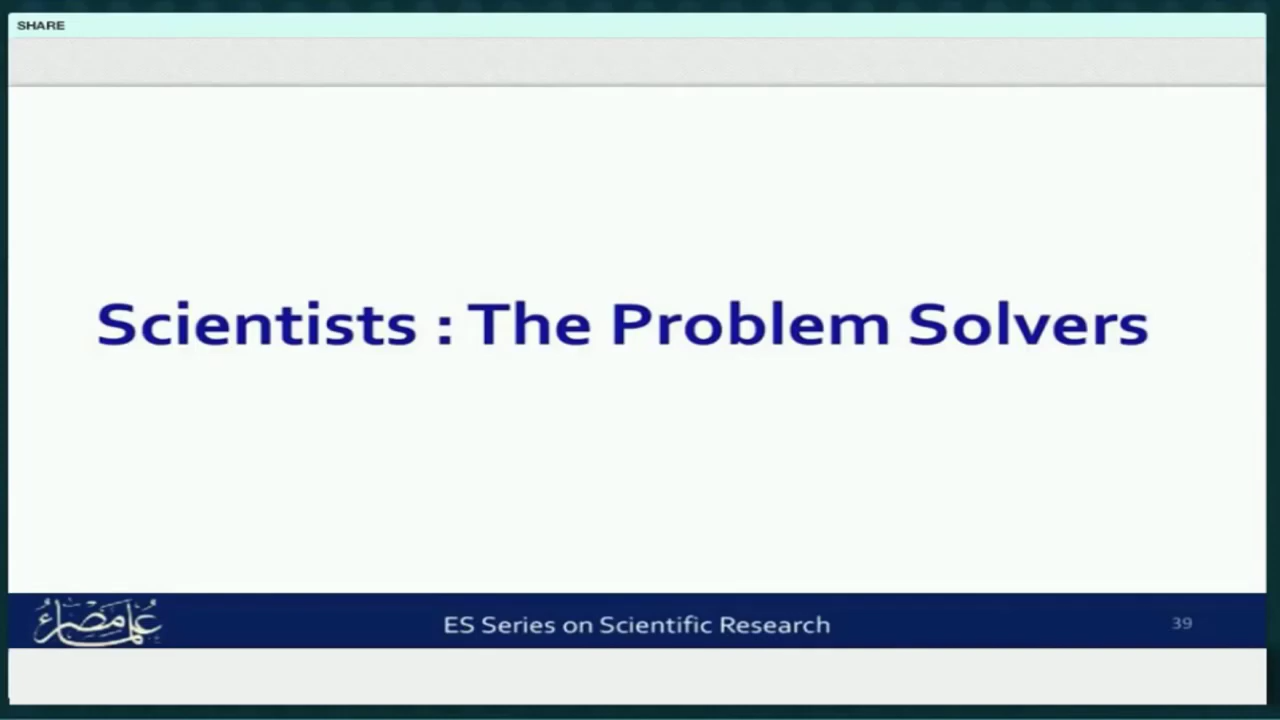 SHARE
Scientists : The Problem Solvers
علماء مصر
ES Series on Scientific Research
39